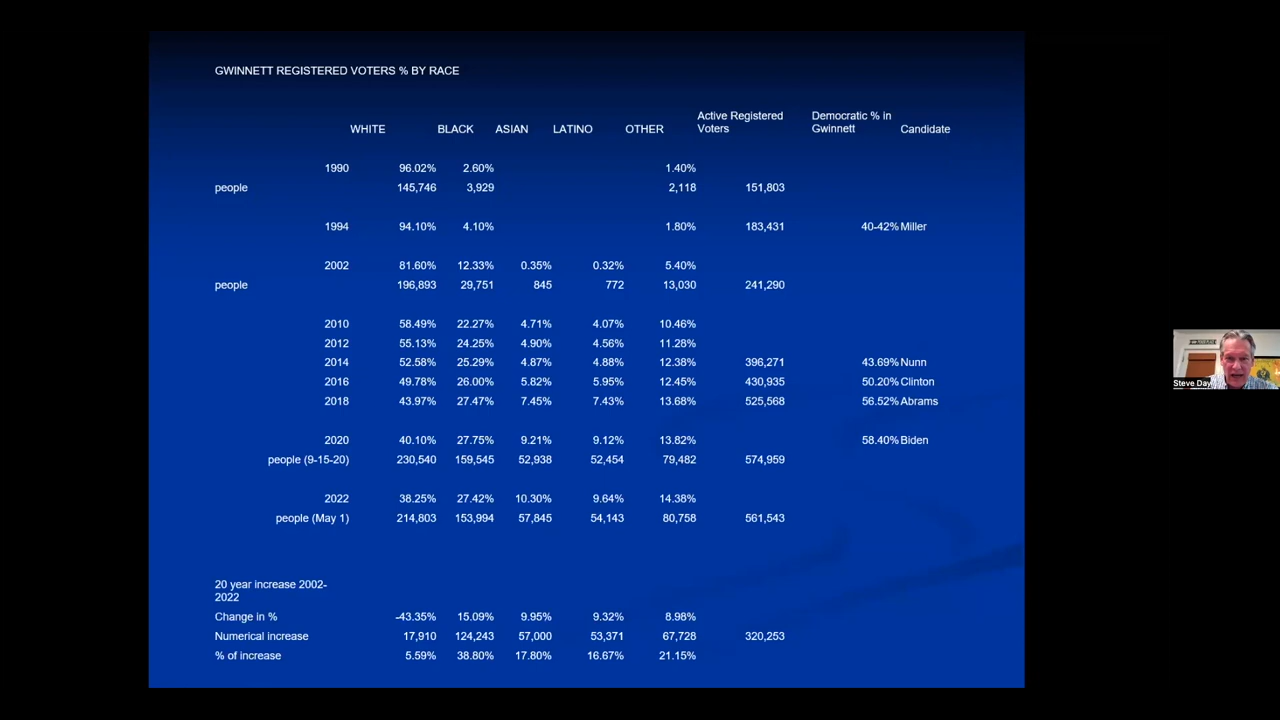 GWINNETT REGISTERED VOTERS % BY RACE
WHITE BLACK ASIAN LATINO OTHER Active Registered Voters Democratic % in Gwinnett Candidate
1990 96.02% 2.60% 1.40%
people 145,746 3,929 2,118 151,803
1994 94.10% 4.10% 1.80% 183,431 40-42% Miller
2002 81.60% 12.33% 0.35% 0.32% 5.40%
people 196,893 29,751 845 772 13,030 241,290
2010 58.49% 22.27% 4.71% 4.07% 10.46%
2012 55.13% 24.25% 4.90% 4.56% 11.28%
2014 52.58% 25.29% 4.87% 4.88% 12.38% 396,271 43.69% Nunn
2016 49.78% 26.00% 5.82% 5.95% 12.45% 430,935 50.20% Clinton
2018 43.97% 27.47% 7.45% 7.43% 13.68% 525,568 56.52% Abrams
2020 40.10% 27.75% 9.21% 9.12% 13.82% 58.40% Biden
people (9-15-20) 230,540 159,545 52,938 52,454 79,482 574,959
2022 38.25% 27.42% 10.30% 9.64% 14.38%
people (May 1) 214,803 153,994 57,845 54,143 80,758 561,543
20 year increase 2002-
2022
Change in % -43.35% 15.09% 9.95% 9.32% 8.98%
Numerical increase 17,910 124,243 57,000 53,371 67,728 320,253
% of increase 5.59% 38.80% 17.80% 16.67% 21.15%
Steve Day